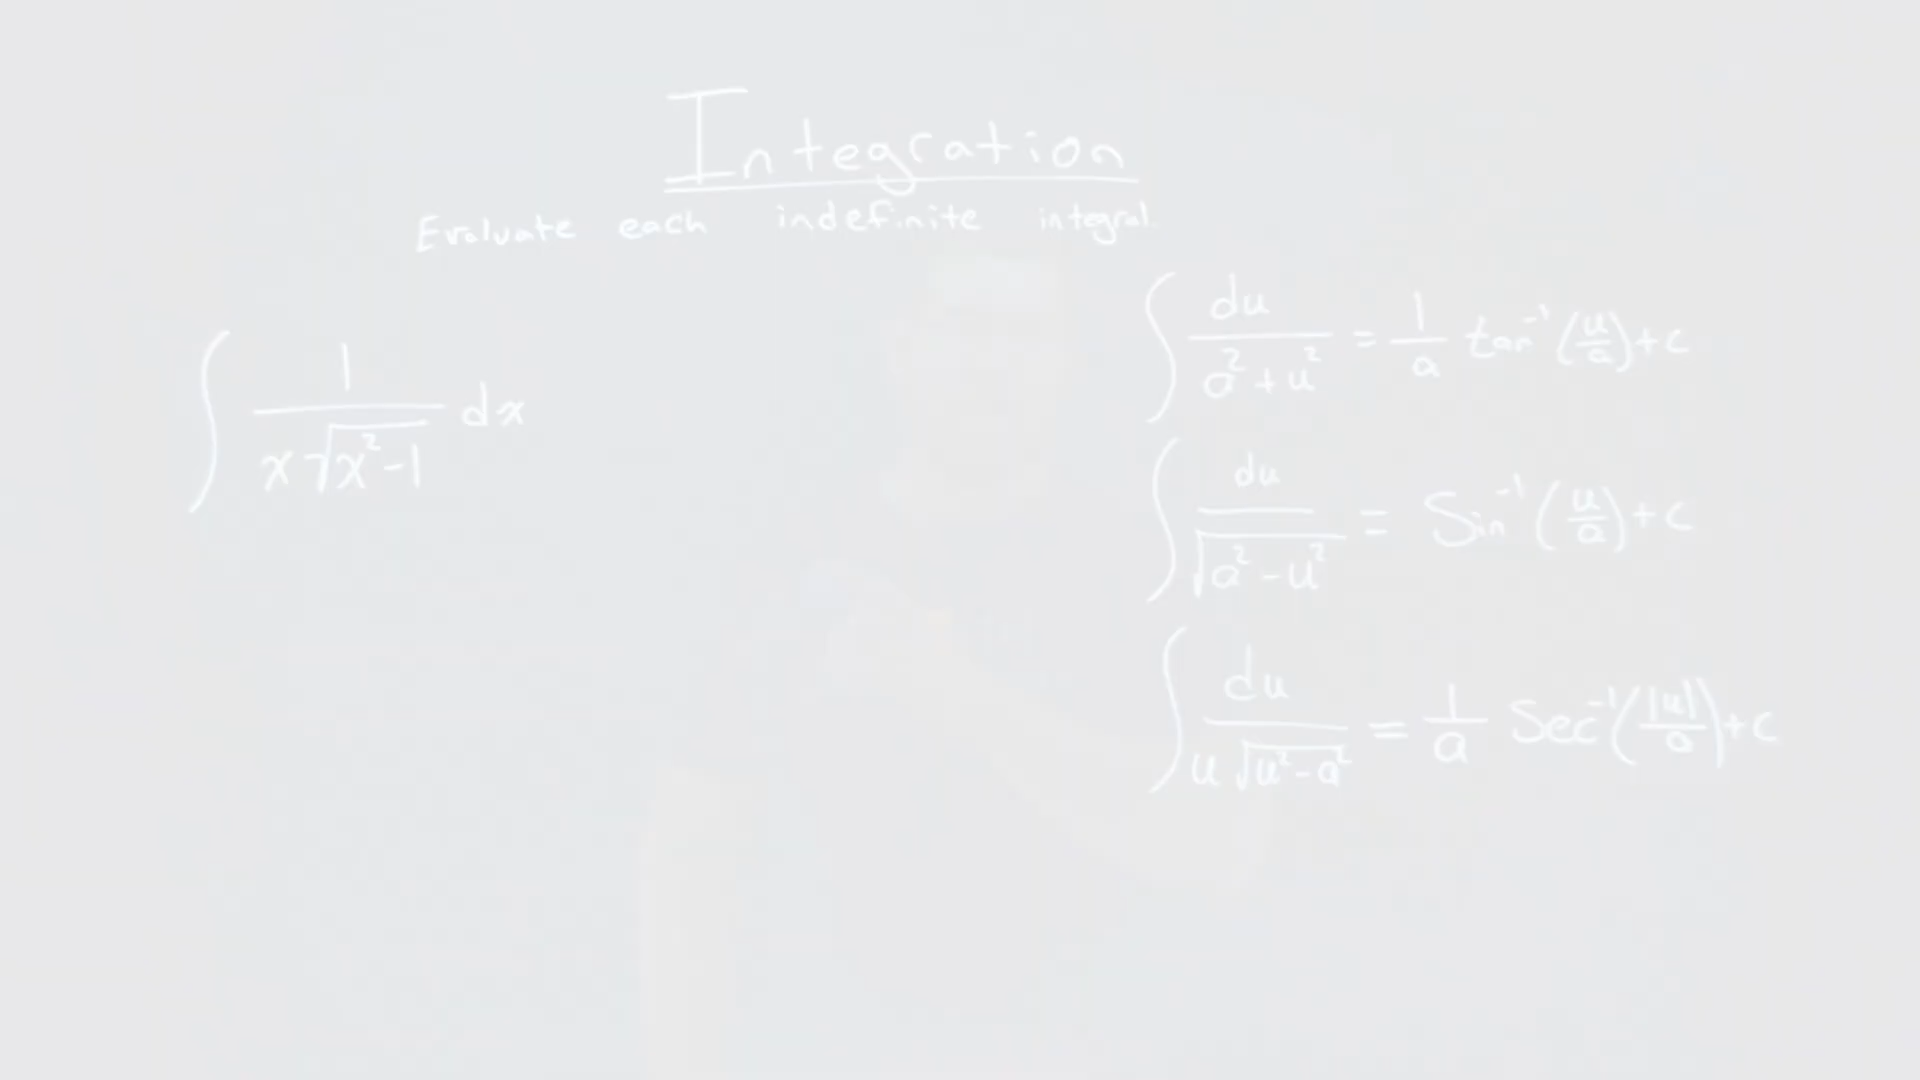 Integration
Evaluate each indefinite integral.
∫ 1/(x√(x²-1)) dx
∫ du/(a²+u²) = 1/a tan⁻¹(u/a)+c
∫ du/√(a²-u²) = Sin⁻¹(u/a)+c
∫ du/(u√(u²-a²)) = 1/a Sec⁻¹(|u|/a)+c